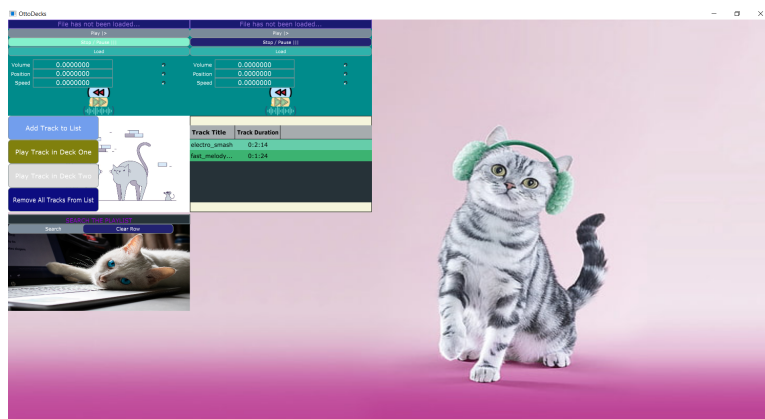 OttoDecks
File has not been loaded... File has not been loaded...
Play |> Play |>
Stop / Pause ||| Stop / Pause |||
Load Load
Volume 0.0000000 Volume 0.0000000
Position 0.0000000 Position 0.0000000
Speed 0.0000000 Speed 0.0000000
Add Track to List
Play Track in Deck One
Play Track in Deck Two
Remove All Tracks From List
Track Title Track Duration
electro_smash 0:2:14
fast_melody... 0:1:24
SEARCH THE PLAYLIST
Search Clear Row